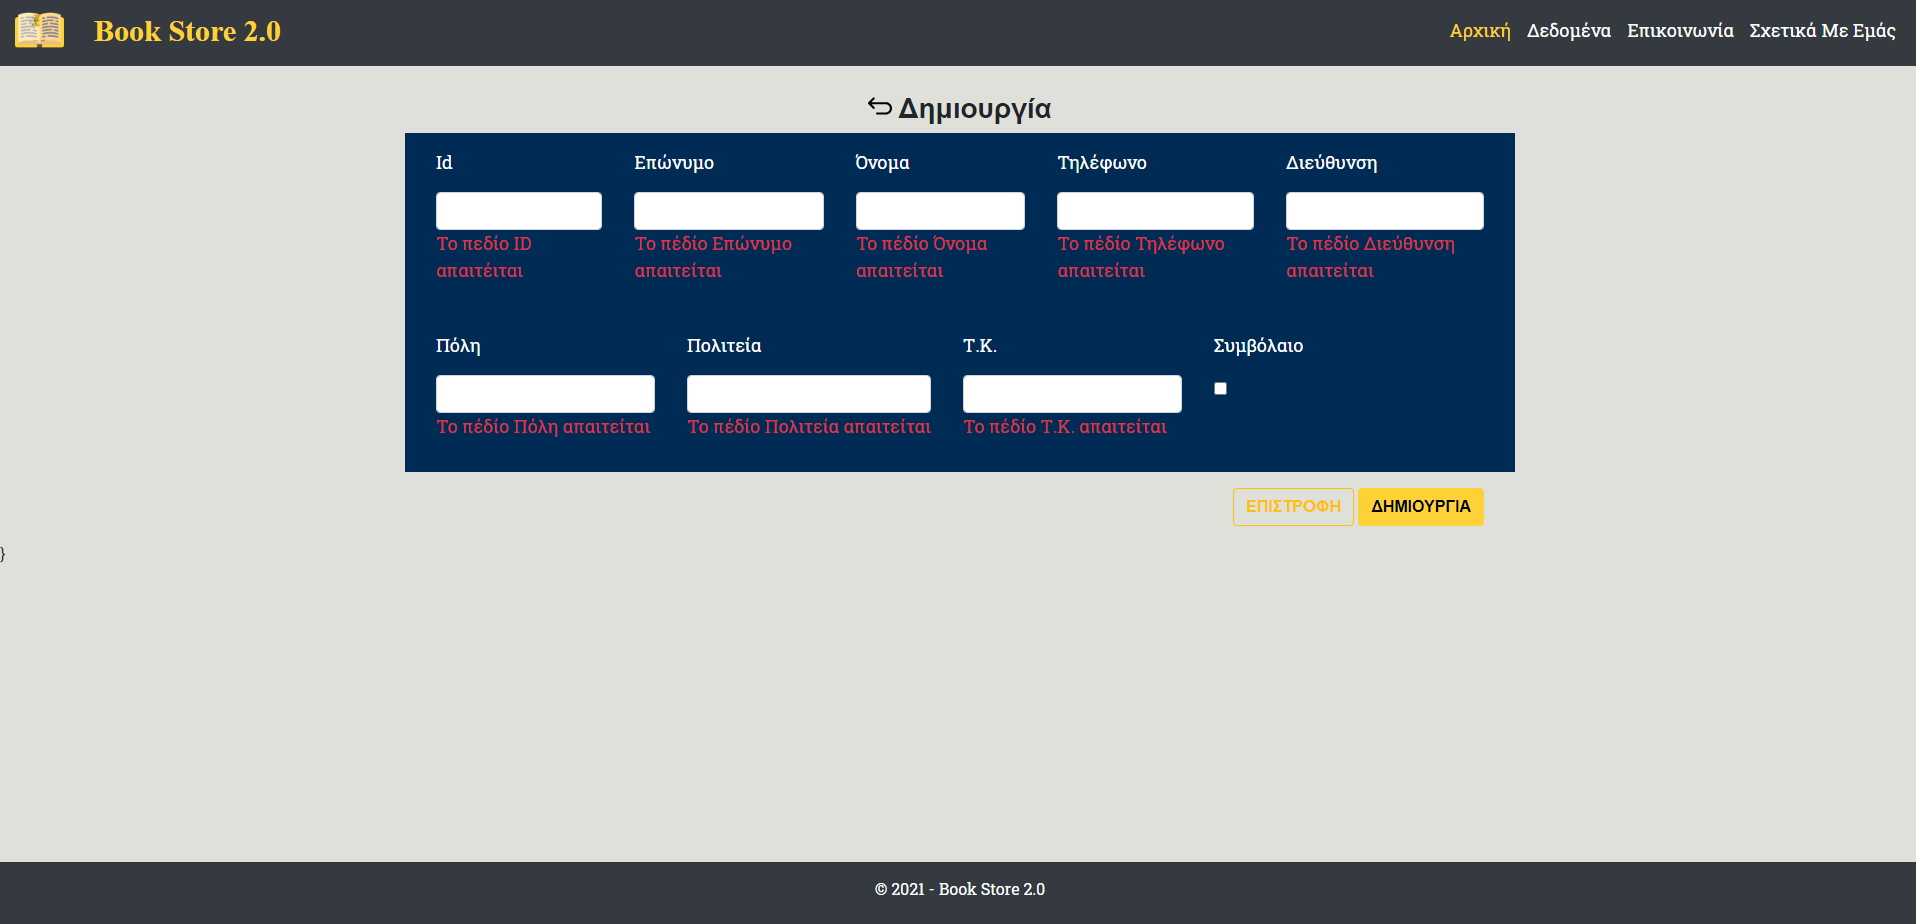 Book Store 2.0
Αρχική Δεδομένα Επικοινωνία Σχετικά Με Εμάς
Δημιουργία
Id Επώνυμο Όνομα Τηλέφωνο Διεύθυνση
Το πεδίο ID
απαιτέιται
Το πέδίο Επώνυμο
απαιτείται
Το πέδίο Όνομα
απαιτείται
Το πέδίο Τηλέφωνο
απαιτείται
Το πέδίο Διεύθυνση
απαιτείται
Πόλη Πολιτεία Τ.Κ. Συμβόλαιο
Το πέδίο Πόλη απαιτείται
Το πέδίο Πολιτεία απαιτείται
Το πέδίο Τ.Κ. απαιτείται
ΕΠΙΣΤΡΟΦΗ ΔΗΜΙΟΥΡΓΙΑ
}
© 2021 - Book Store 2.0